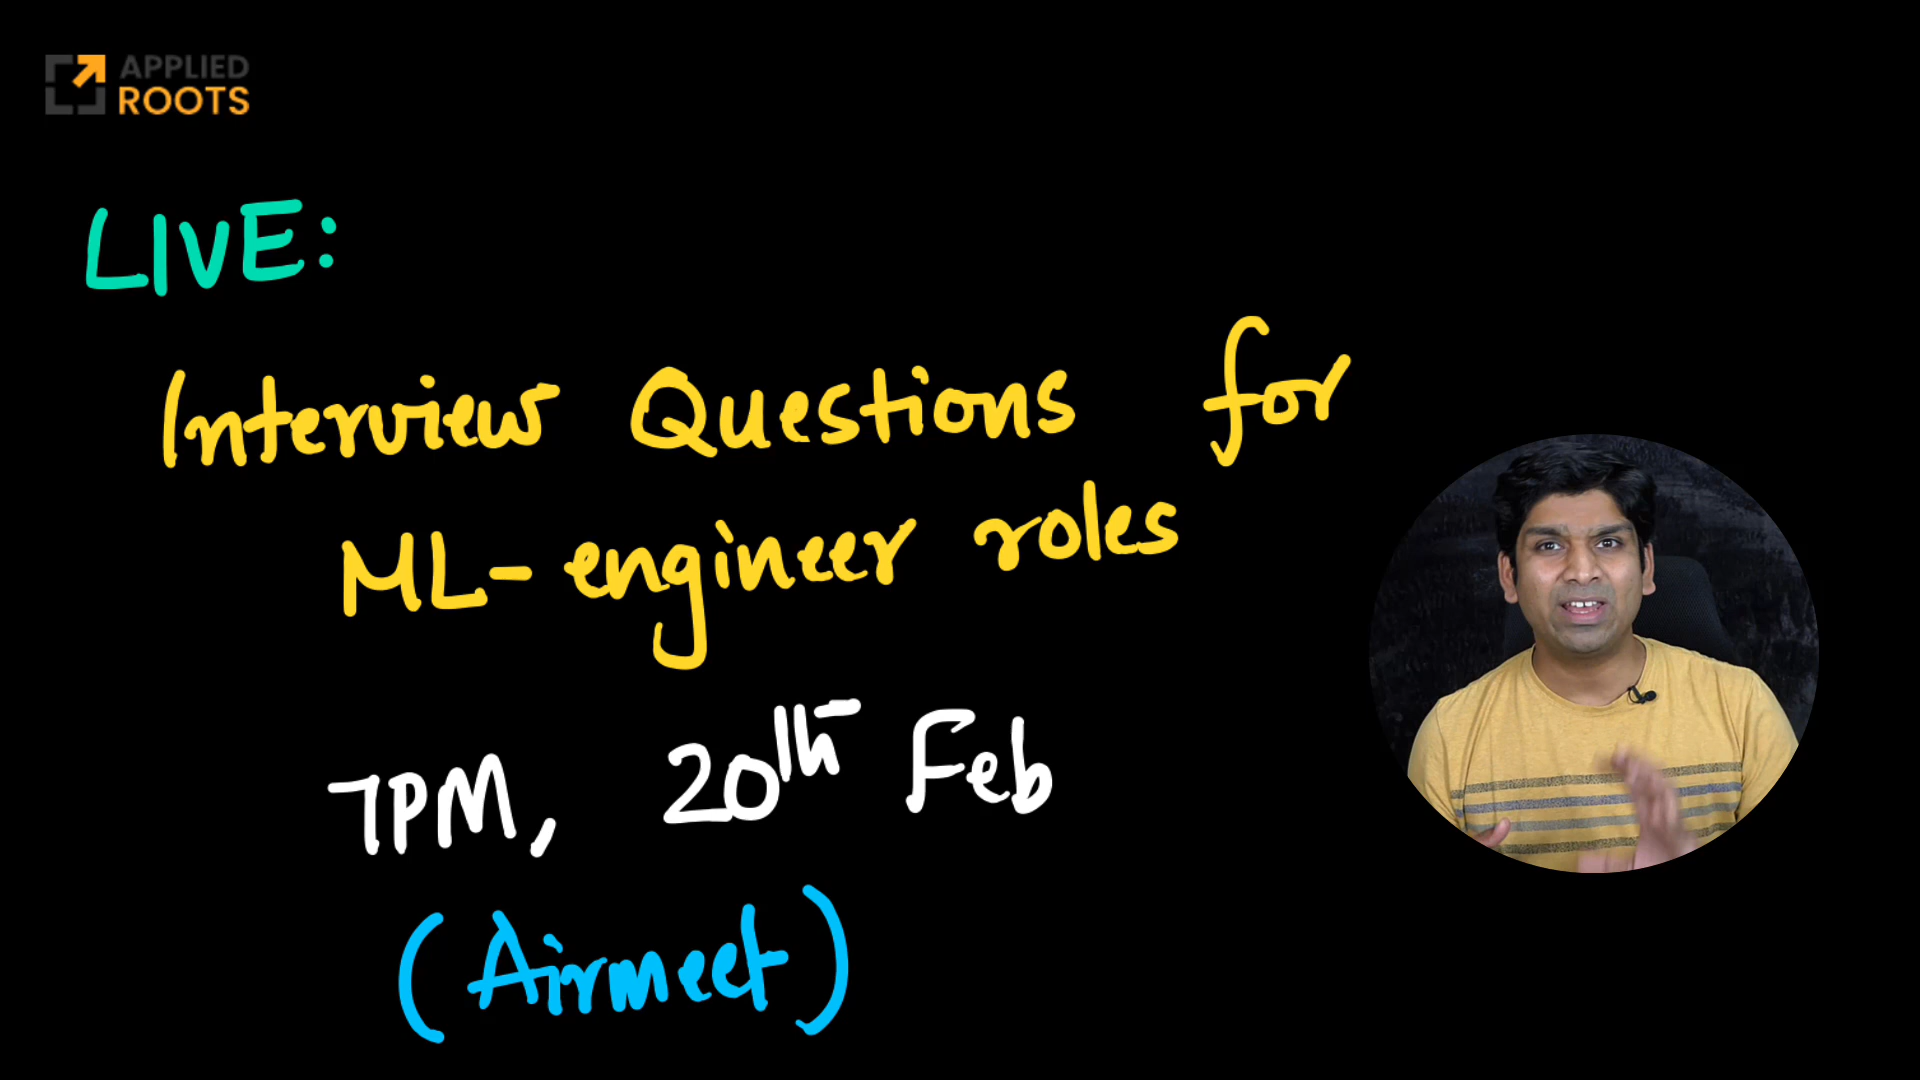 APPLIED
ROOTS
LIVE:
Interview Questions for
ML-engineer roles
7PM, 20th Feb
(Airmeet)